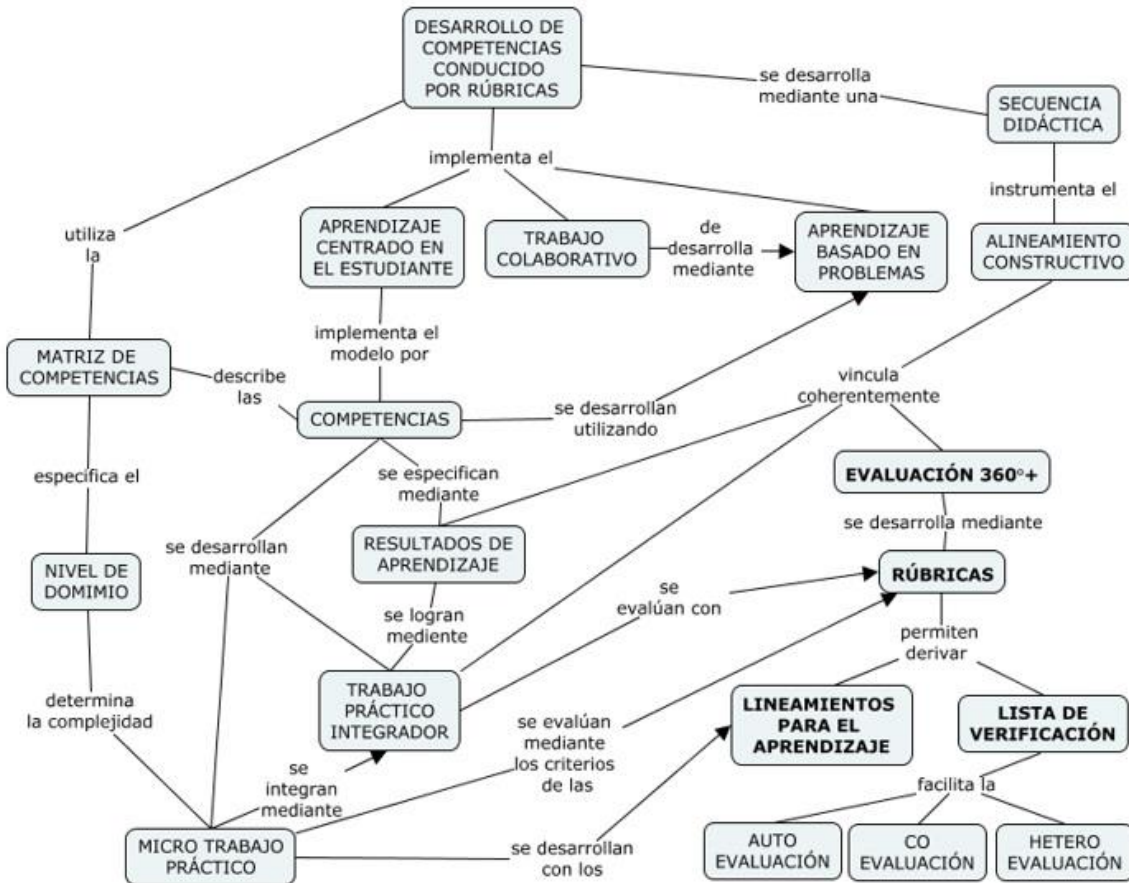 DESARROLLO DE
COMPETENCIAS
CONDUCIDO
POR RÚBRICAS
se desarrolla
mediante una
SECUENCIA
DIDÁCTICA
implementa el
instrumenta el
utiliza
la
APRENDIZAJE
CENTRADO EN
EL ESTUDIANTE
TRABAJO
COLABORATIVO
de
desarrolla
mediante
APRENDIZAJE
BASADO EN
PROBLEMAS
ALINEAMIENTO
CONSTRUCTIVO
implementa el
modelo por
MATRIZ DE
COMPETENCIAS
describe
las
vincula
coherentemente
COMPETENCIAS
se desarrollan
utilizando
especifica el
se especifican
mediante
EVALUACIÓN 360°+
se desarrolla mediante
NIVEL DE
DOMIMIO
se desarrollan
mediante
RESULTADOS DE
APRENDIZAJE
RÚBRICAS
se
evalúan con
se logran
mediente
permiten
derivar
determina
la complejidad
TRABAJO
PRÁCTICO
INTEGRADOR
LINEAMIENTOS
PARA EL
APRENDIZAJE
LISTA DE
VERIFICACIÓN
se evalúan
mediante
los criterios
de las
se
integran
mediante
facilita la
MICRO TRABAJO
PRÁCTICO
se desarrollan
con los
AUTO
EVALUACIÓN
CO
EVALUACIÓN
HETERO
EVALUACIÓN